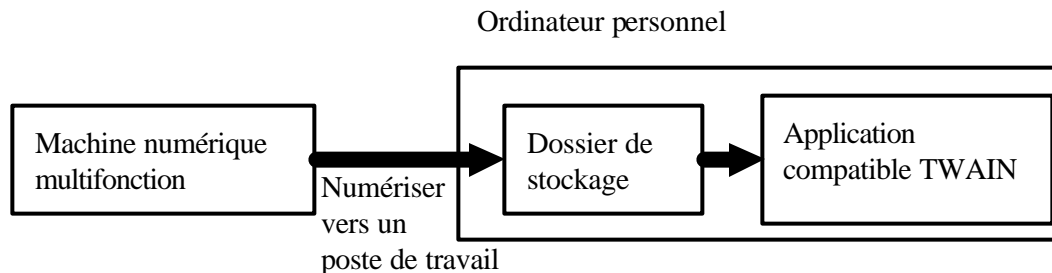 Ordinateur personnel
Machine numérique
multifonction
Numériser
vers un
poste de travail
Dossier de
stockage
Application
compatible TWAIN